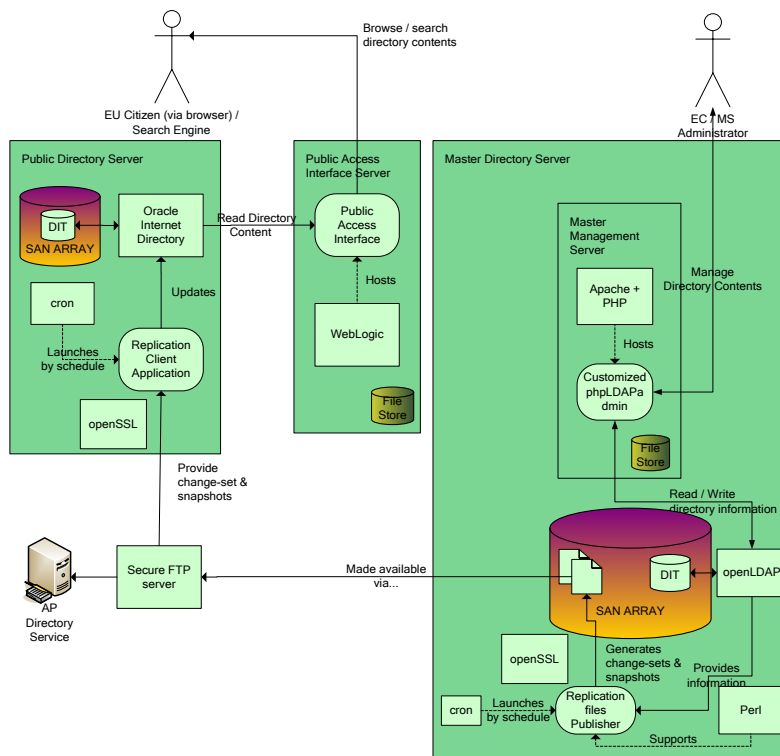 Browse / search
directory contents
EU Citizen (via browser) /
Search Engine
EC / MS
Administrator
Public Directory Server
DIT
SAN ARRAY
Oracle
Internet
Directory
Updates
cron
Launches
by schedule
Replication
Client
Application
openSSL
Read Directory
Content
Public Access
Interface Server
Public
Access
Interface
Hosts
WebLogic
File
Store
Master Directory Server
Master
Management
Server
Apache +
PHP
Hosts
Customized
phpLDAPa
dmin
File
Store
Manage
Directory Contents
Read / Write
directory information
Provide
change-set &
snapshots
Secure FTP
server
AP
Directory
Service
Made available
via...
DIT
SAN ARRAY
openLDAP
Generates
change-sets &
snapshots
openSSL
Provides
information
cron
Launches
by schedule
Replication
files
Publisher
Perl
Supports